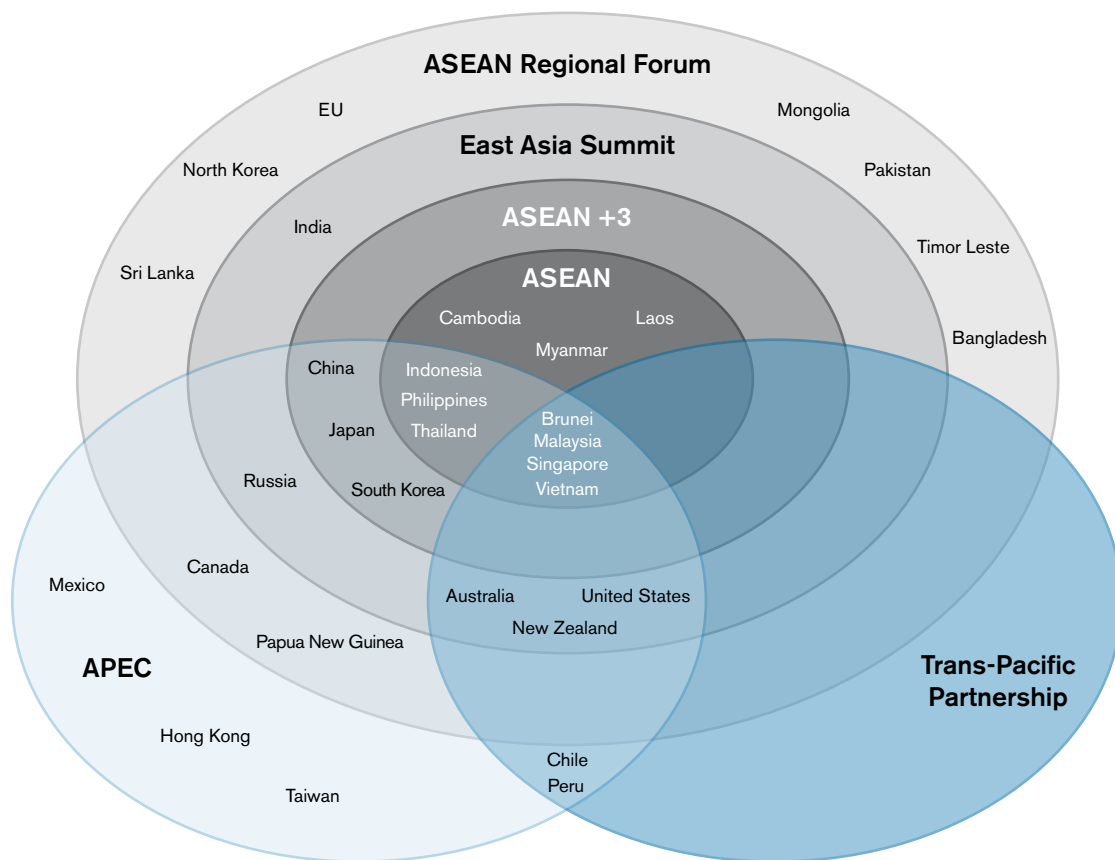 ASEAN Regional Forum
EU
Mongolia
East Asia Summit
North Korea
Pakistan
ASEAN +3
India
Timor Leste
Sri Lanka
ASEAN
Cambodia
Laos
Bangladesh
Myanmar
China
Indonesia
Philippines
Brunei
Japan
Thailand
Malaysia
Singapore
Russia
South Korea
Vietnam
Canada
Mexico
Australia
United States
New Zealand
Papua New Guinea
APEC
Trans-Pacific
Partnership
Hong Kong
Chile
Peru
Taiwan